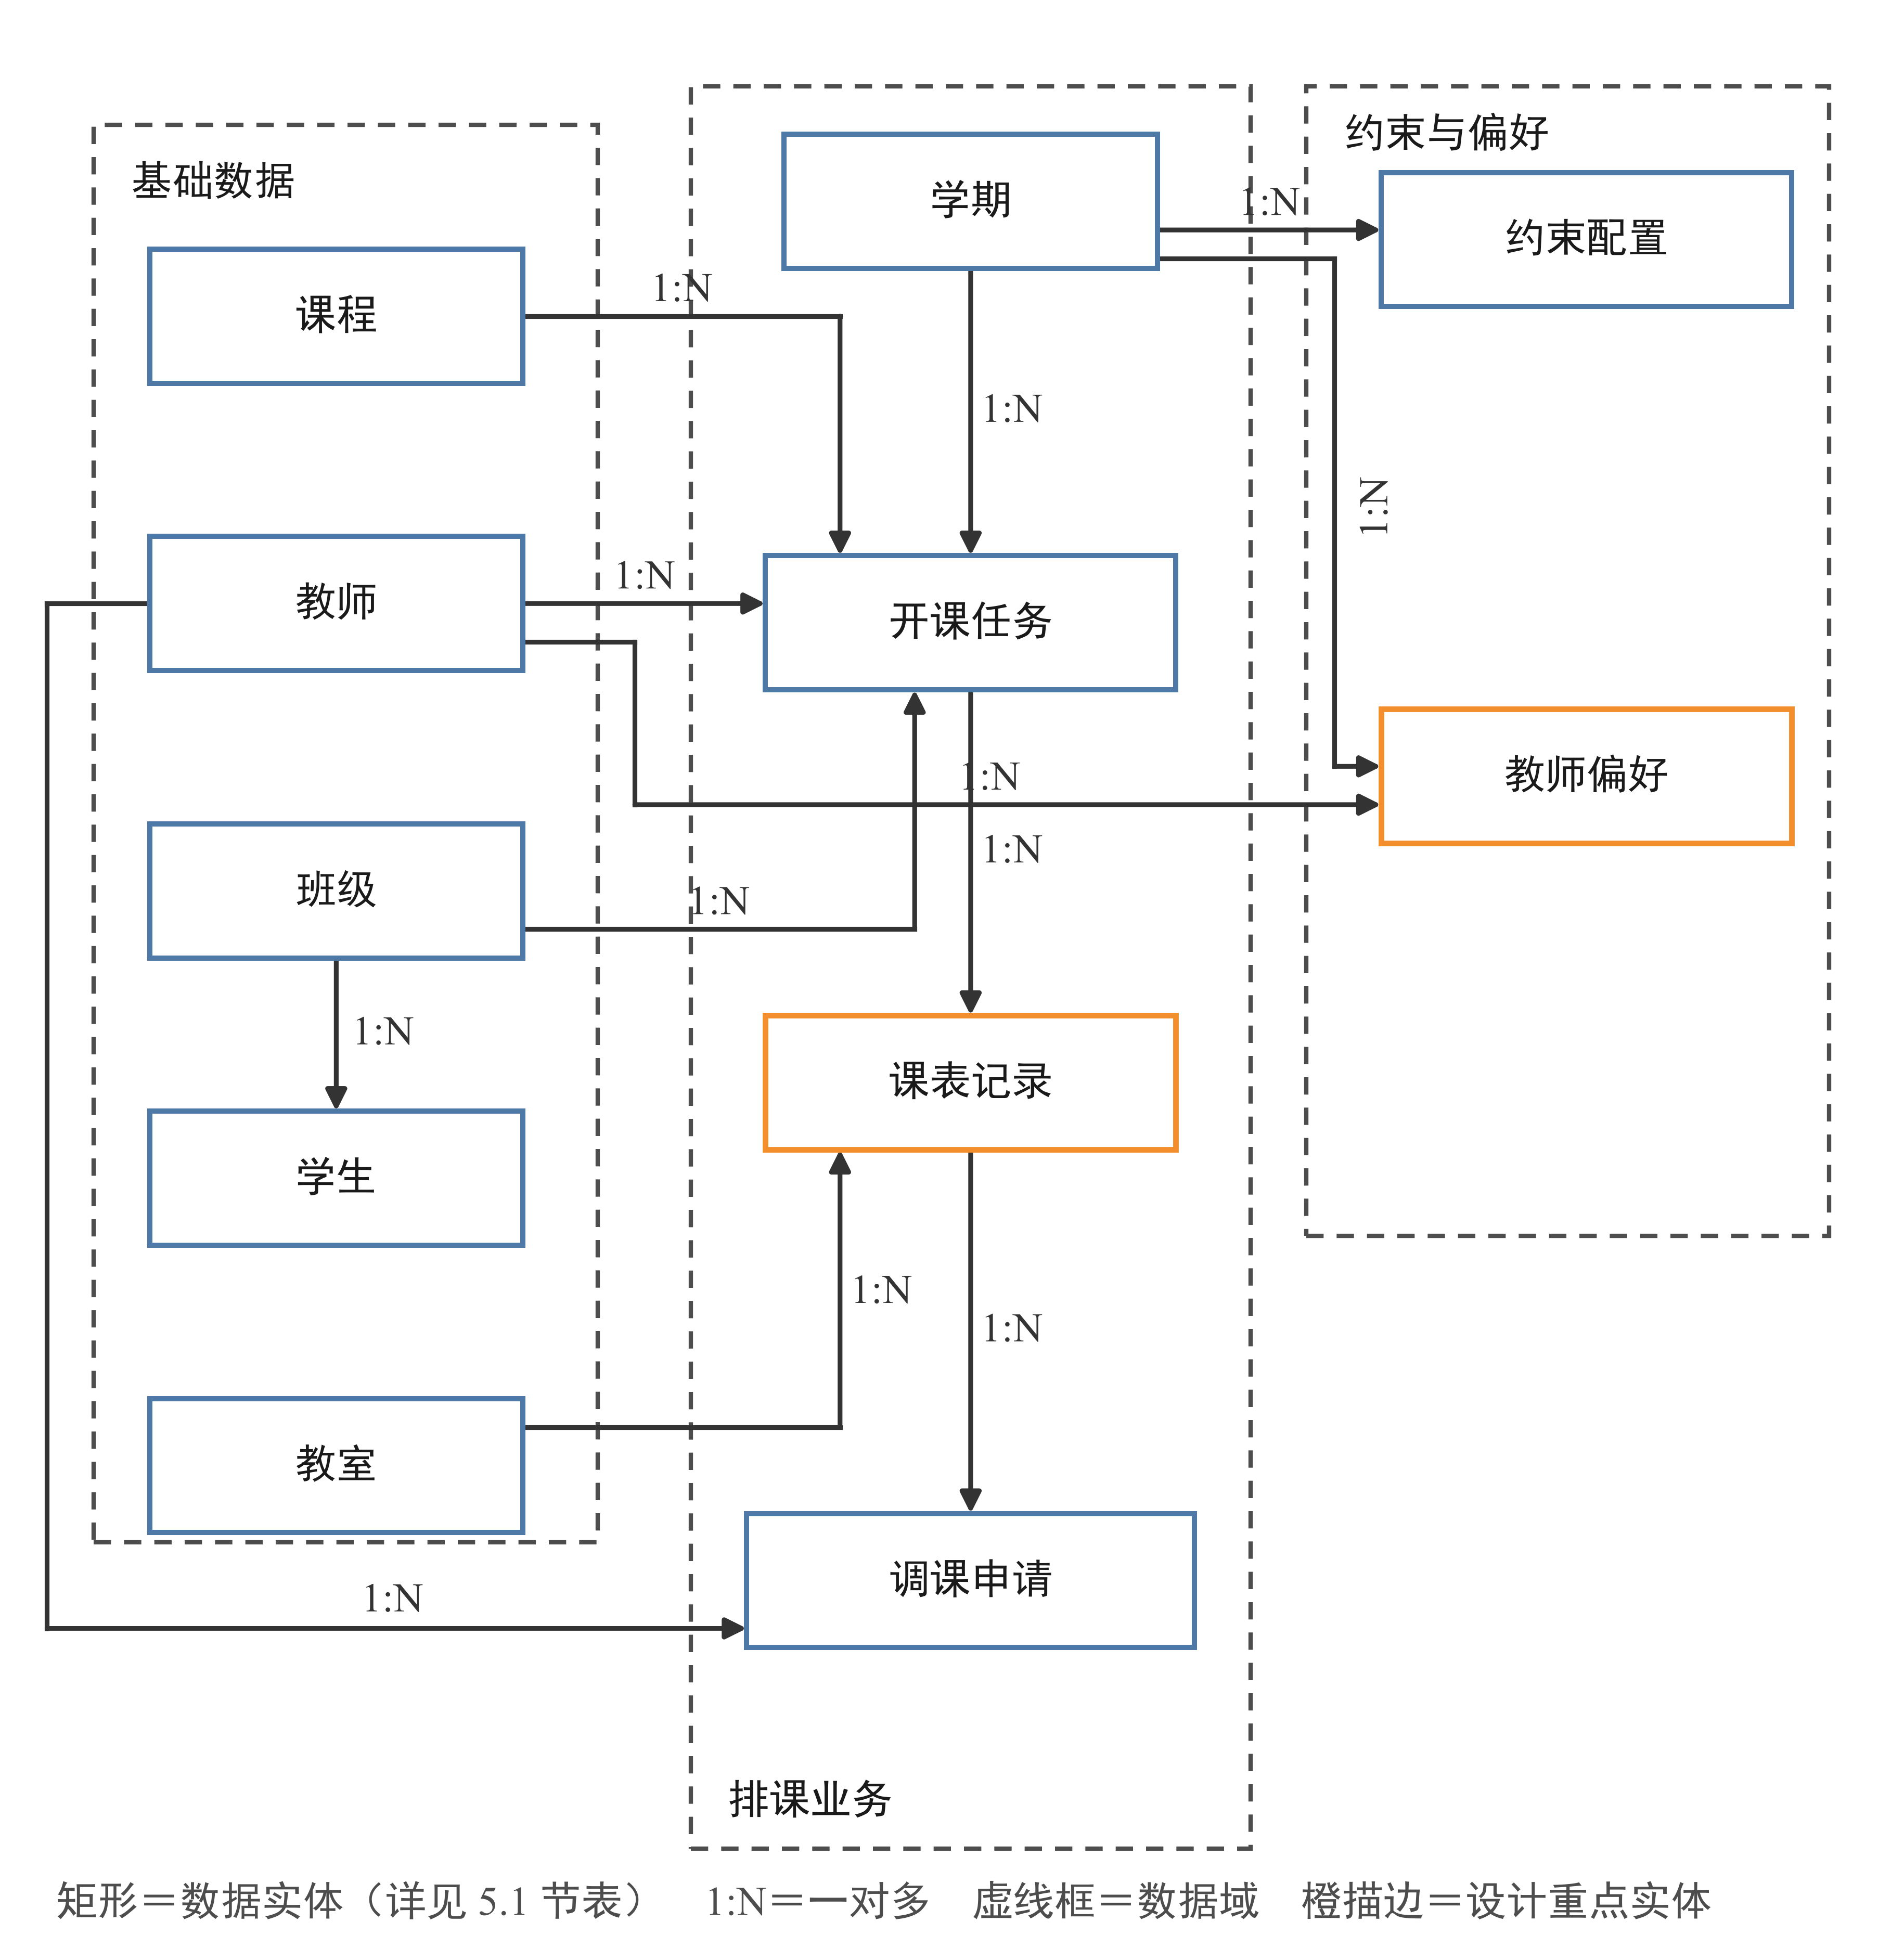 基础数据
课程
教师
班级
学生
教室
学期
开课任务
课表记录
调课申请
排课业务
约束与偏好
约束配置
教师偏好
1:N
1:N
1:N
1:N
1:N
1:N
1:N
1:N
1:N
1:N
1:N
1:N
矩形＝数据实体（详见 5.1 节表） 1:N＝一对多 虚线框＝数据域 橙描边＝设计重点实体